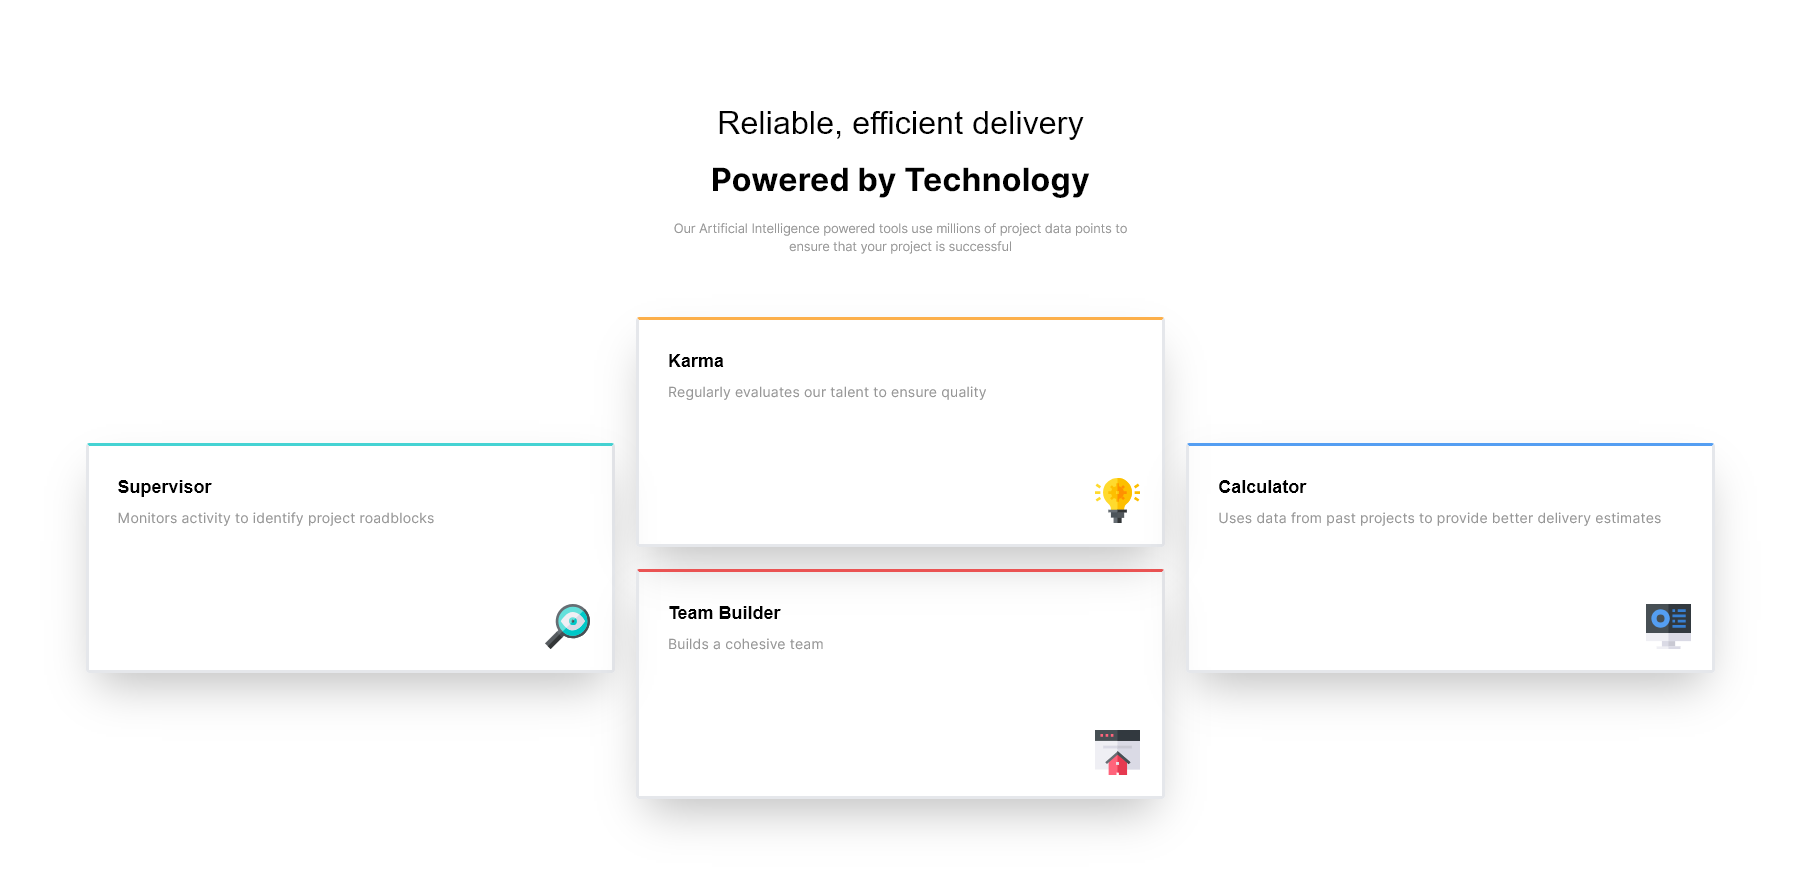 Reliable, efficient delivery
Powered by Technology
Our Artificial Intelligence powered tools use millions of project data points to
ensure that your project is successful
Karma
Regularly evaluates our talent to ensure quality
Supervisor
Monitors activity to identify project roadblocks
Calculator
Uses data from past projects to provide better delivery estimates
Team Builder
Builds a cohesive team